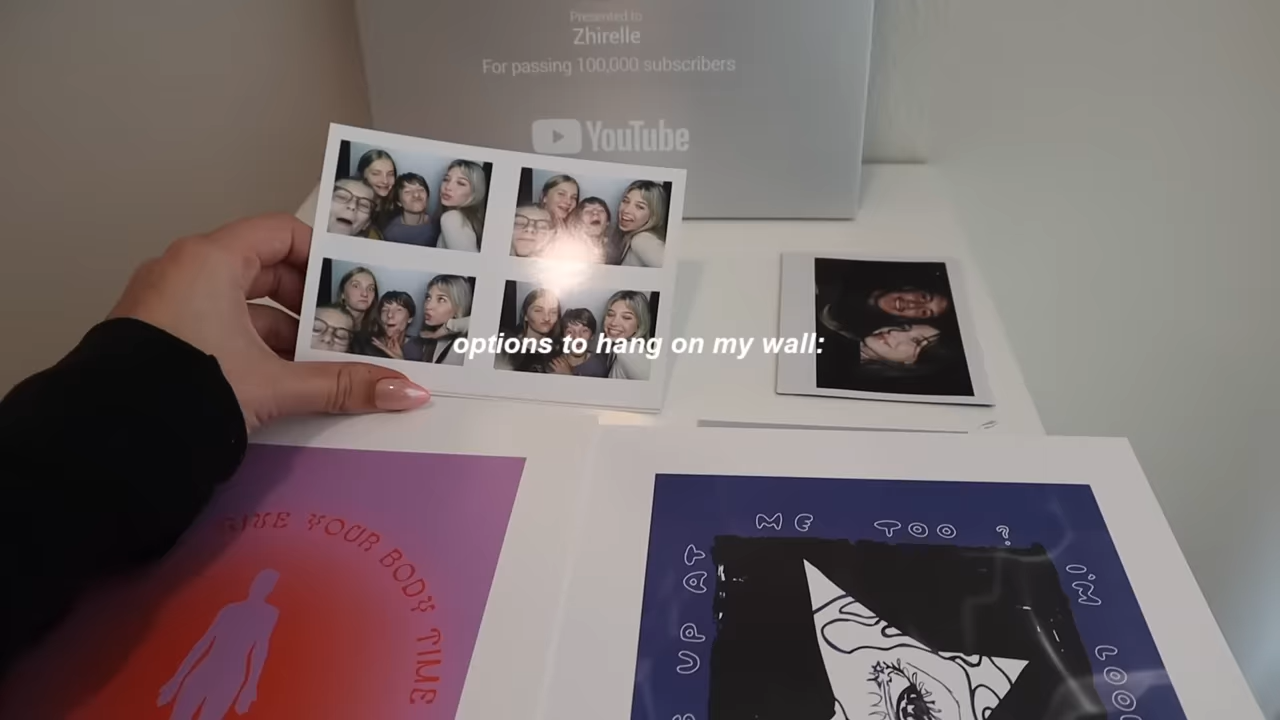 Presented to
Zhirelle
For passing 100,000 subscribers
YouTube
options to hang on my wall:
GIVE YOUR BODY TIME
ME TOO ?
I'M
UP AT